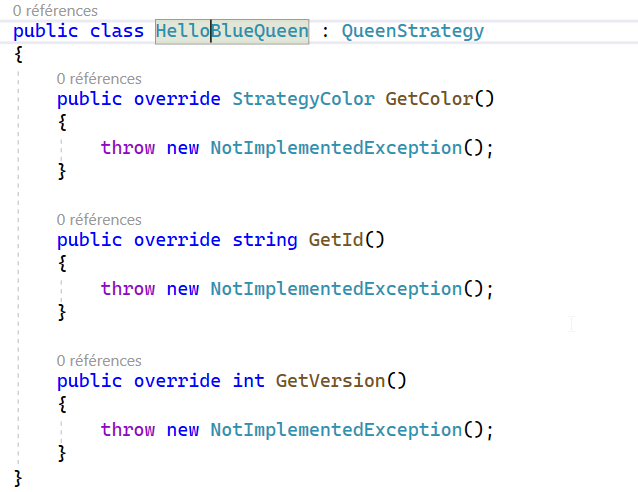 0 références
public class HelloBlueQueen : QueenStrategy
{
0 références
public override StrategyColor GetColor()
{
throw new NotImplementedException();
}
0 références
public override string GetId()
{
throw new NotImplementedException();
}
0 références
public override int GetVersion()
{
throw new NotImplementedException();
}
}